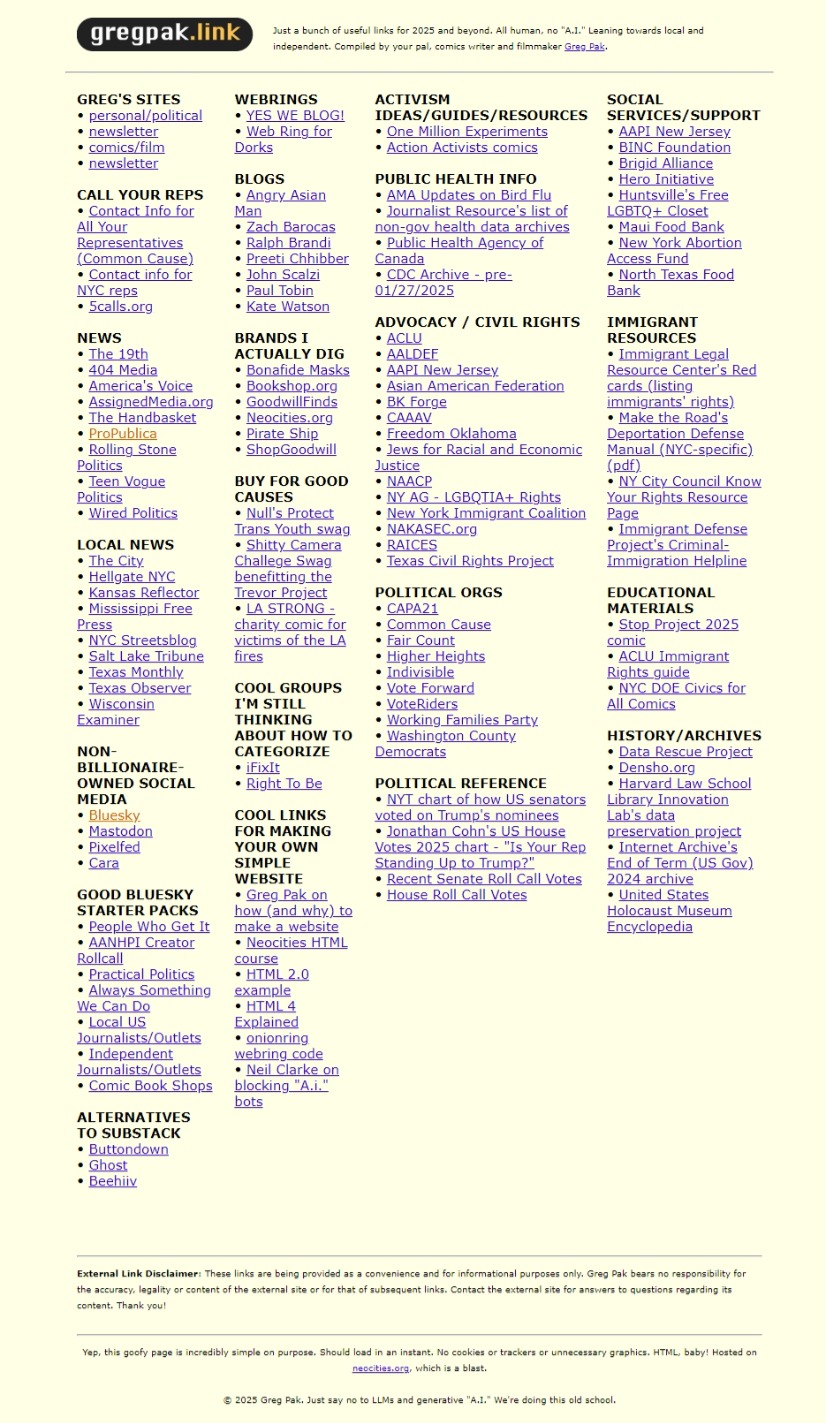 gregpak.link
Just a bunch of useful links for 2025 and beyond. All human, no "A.I." Leaning towards local and
independent. Compiled by your pal, comics writer and filmmaker Greg Pak.
GREG'S SITES
• personal/political
• newsletter
• comics/film
• newsletter
CALL YOUR REPS
• Contact Info for
All Your
Representatives
(Common Cause)
• Contact info for
NYC reps
• 5calls.org
NEWS
• The 19th
• 404 Media
• America's Voice
• AssignedMedia.org
• The Handbasket
• ProPublica
• Rolling Stone
Politics
• Teen Vogue
Politics
• Wired Politics
LOCAL NEWS
• The City
• Hellgate NYC
• Kansas Reflector
• Mississippi Free
Press
• NYC Streetsblog
• Salt Lake Tribune
• Texas Monthly
• Texas Observer
• Wisconsin
Examiner
NON-
BILLIONAIRE-
OWNED SOCIAL
MEDIA
• Bluesky
• Mastodon
• Pixelfed
• Cara
GOOD BLUESKY
STARTER PACKS
• People Who Get It
• AANHPI Creator
Rollcall
• Practical Politics
• Always Something
We Can Do
• Local US
Journalists/Outlets
• Independent
Journalists/Outlets
• Comic Book Shops
ALTERNATIVES
TO SUBSTACK
• Buttondown
• Ghost
• Beehiiv
WEBRINGS
• YES WE BLOG!
• Web Ring for
Dorks
BLOGS
• Angry Asian
Man
• Zach Barocas
• Ralph Brandi
• Preeti Chhibber
• John Scalzi
• Paul Tobin
• Kate Watson
BRANDS I
ACTUALLY DIG
• Bonafide Masks
• Bookshop.org
• GoodwillFinds
• Neocities.org
• Pirate Ship
• ShopGoodwill
BUY FOR GOOD
CAUSES
• Null's Protect
Trans Youth swag
• Shitty Camera
Challege Swag
benefitting the
Trevor Project
• LA STRONG -
charity comic for
victims of the LA
fires
COOL GROUPS
I'M STILL
THINKING
ABOUT HOW TO
CATEGORIZE
• iFixIt
• Right To Be
COOL LINKS
FOR MAKING
YOUR OWN
SIMPLE
WEBSITE
• Greg Pak on
how (and why) to
make a website
• Neocities HTML
course
• HTML 2.0
example
• HTML 4
Explained
• onionring
webring code
• Neil Clarke on
blocking "A.i."
bots
ACTIVISM
IDEAS/GUIDES/RESOURCES
• One Million Experiments
• Action Activists comics
PUBLIC HEALTH INFO
• AMA Updates on Bird Flu
• Journalist Resource's list of
non-gov health data archives
• Public Health Agency of
Canada
• CDC Archive - pre-
01/27/2025
ADVOCACY / CIVIL RIGHTS
• ACLU
• AALDEF
• AAPI New Jersey
• Asian American Federation
• BK Forge
• CAAAV
• Freedom Oklahoma
• Jews for Racial and Economic
Justice
• NAACP
• NY AG - LGBQTIA+ Rights
• New York Immigrant Coalition
• NAKASEC.org
• RAICES
• Texas Civil Rights Project
POLITICAL ORGS
• CAPA21
• Common Cause
• Fair Count
• Higher Heights
• Indivisible
• Vote Forward
• VoteRiders
• Working Families Party
• Washington County
Democrats
POLITICAL REFERENCE
• NYT chart of how US senators
voted on Trump's nominees
• Jonathan Cohn's US House
Votes 2025 chart - "Is Your Rep
Standing Up to Trump?"
• Recent Senate Roll Call Votes
• House Roll Call Votes
SOCIAL
SERVICES/SUPPORT
• AAPI New Jersey
• BINC Foundation
• Brigid Alliance
• Hero Initiative
• Huntsville's Free
LGBTQ+ Closet
• Maui Food Bank
• New York Abortion
Access Fund
• North Texas Food
Bank
IMMIGRANT
RESOURCES
• Immigrant Legal
Resource Center's Red
cards (listing
immigrants' rights)
• Make the Road's
Deportation Defense
Manual (NYC-specific)
(pdf)
• NY City Council Know
Your Rights Resource
Page
• Immigrant Defense
Project's Criminal-
Immigration Helpline
EDUCATIONAL
MATERIALS
• Stop Project 2025
comic
• ACLU Immigrant
Rights guide
• NYC DOE Civics for
All Comics
HISTORY/ARCHIVES
• Data Rescue Project
• Densho.org
• Harvard Law School
Library Innovation
Lab's data
preservation project
• Internet Archive's
End of Term (US Gov)
2024 archive
• United States
Holocaust Museum
Encyclopedia
External Link Disclaimer: These links are being provided as a convenience and for informational purposes only. Greg Pak bears no responsibility for
the accuracy, legality or content of the external site or for that of subsequent links. Contact the external site for answers to questions regarding its
content. Thank you!
Yep, this goofy page is incredibly simple on purpose. Should load in an instant. No cookies or trackers or unnecessary graphics. HTML, baby! Hosted on
neocities.org, which is a blast.
© 2025 Greg Pak. Just say no to LLMs and generative "A.I." We're doing this old school.